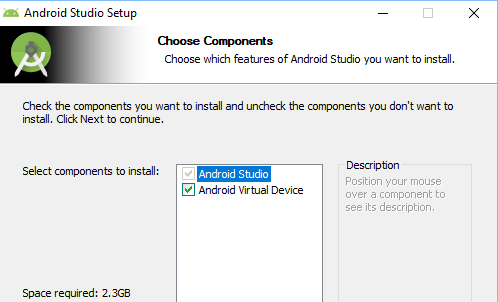 Android Studio Setup
Choose Components
Choose which features of Android Studio you want to install.
Check the components you want to install and uncheck the components you don't want to
install. Click Next to continue.
Select components to install:
Android Studio
Android Virtual Device
Description
Position your mouse
over a component to
see its description.
Space required: 2.3GB